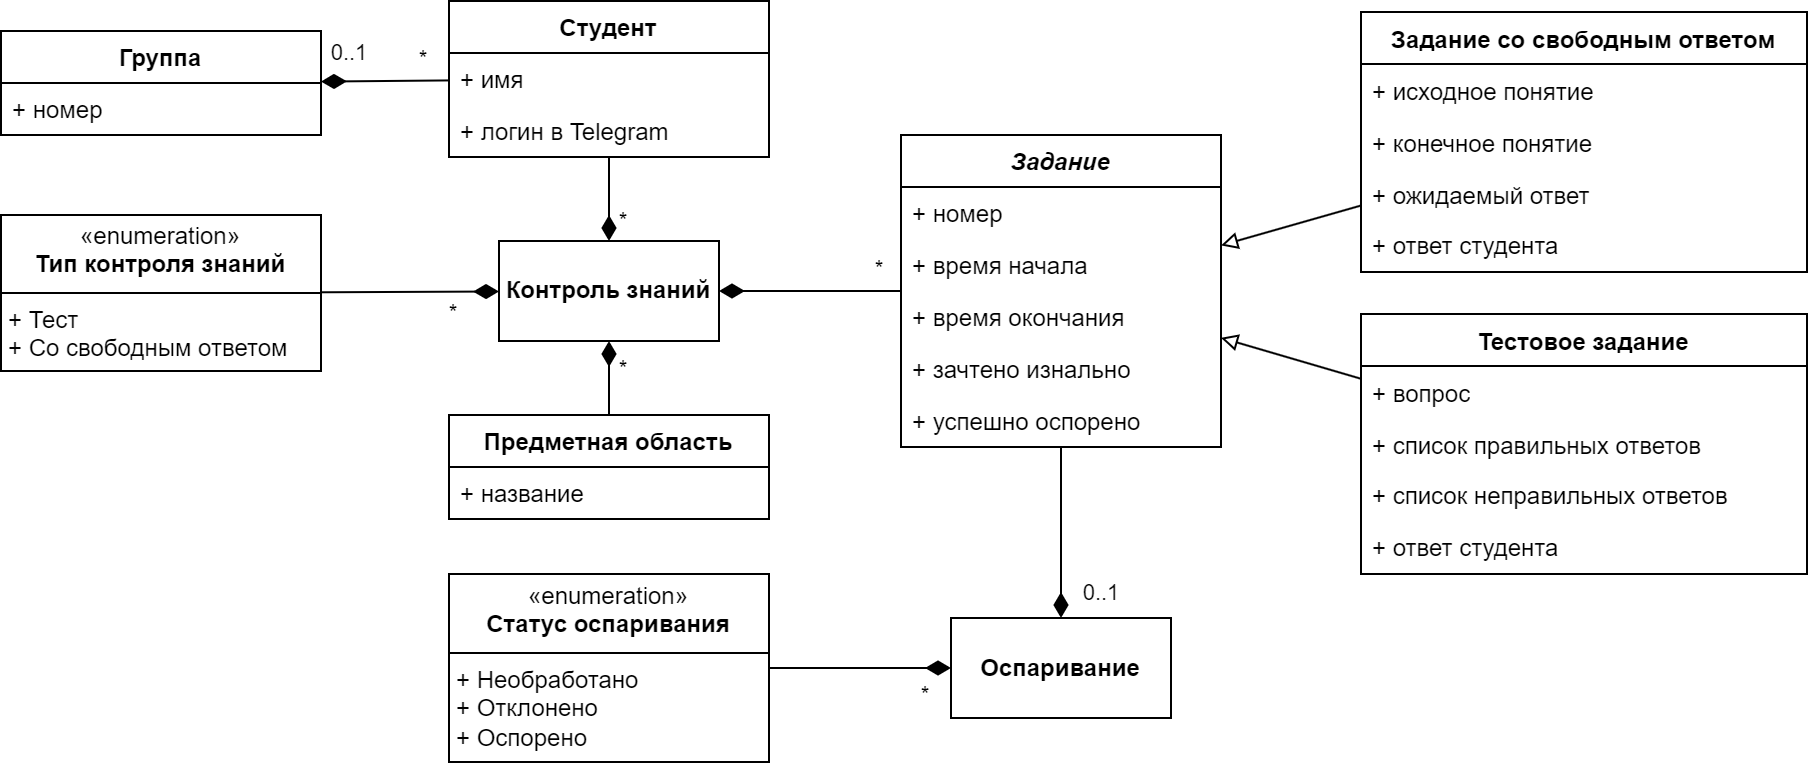 Группа
+ номер
0..1
*
Студент
+ имя
+ логин в Telegram
*
«enumeration»
Тип контроля знаний
+ Тест
+ Со свободным ответом
*
Контроль знаний
*
Предметная область
+ название
*
Задание
+ номер
+ время начала
+ время окончания
+ зачтено изнально
+ успешно оспорено
Задание со свободным ответом
+ исходное понятие
+ конечное понятие
+ ожидаемый ответ
+ ответ студента
Тестовое задание
+ вопрос
+ список правильных ответов
+ список неправильных ответов
+ ответ студента
«enumeration»
Статус оспаривания
+ Необработано
+ Отклонено
+ Оспорено
*
0..1
Оспаривание